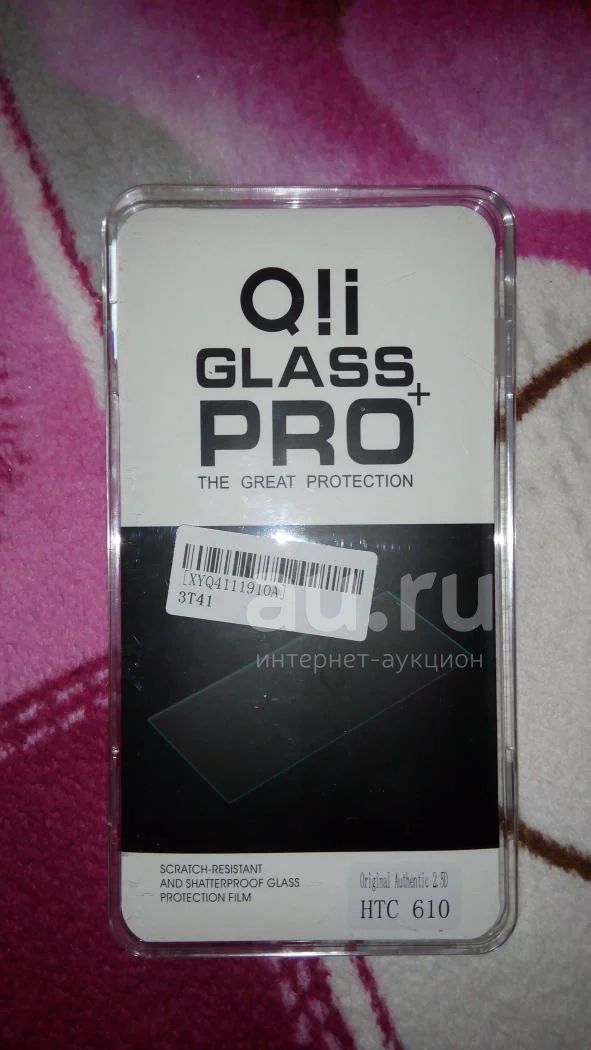 Q!i
GLASS
PRO+
THE GREAT PROTECTION
[XYQ4111910A]
3T41
au.ru
интернет-аукцион
SCRATCH-RESISTANT
AND SHATTERPROOF GLASS
PROTECTION FILM
Original Authentic 2.5D
HTC 610